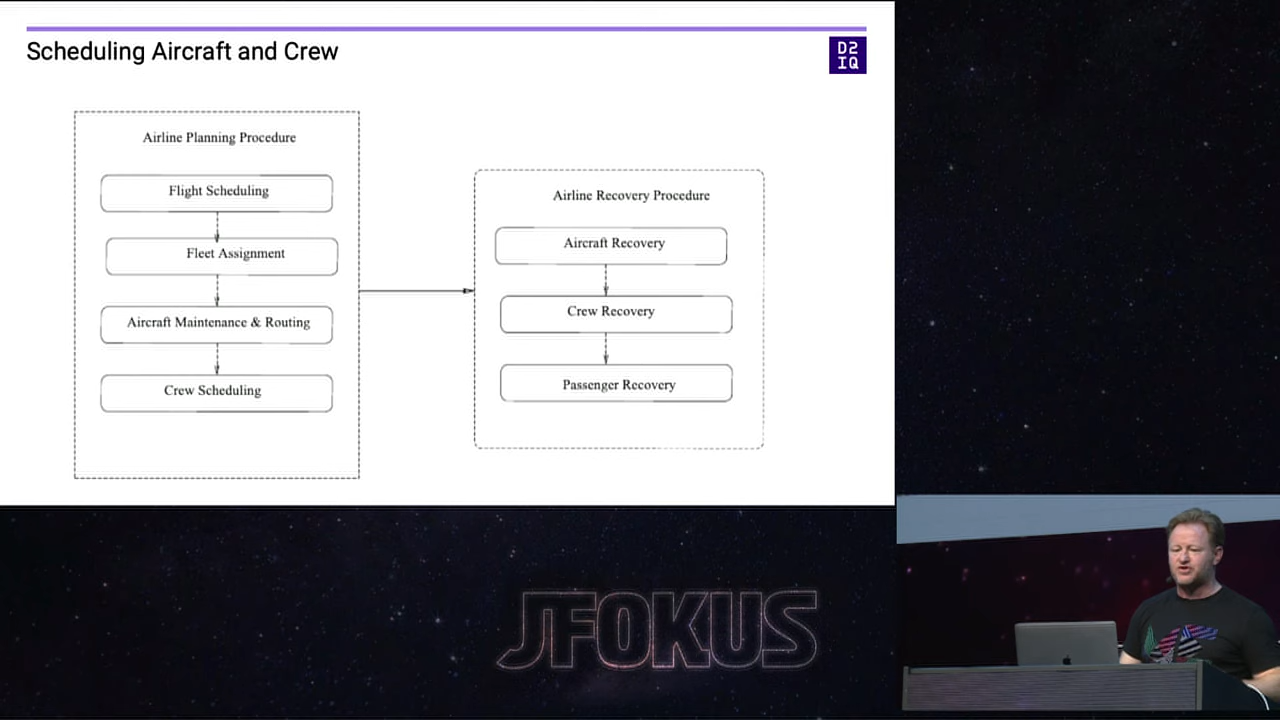 Scheduling Aircraft and Crew
D2
IQ
Airline Planning Procedure
Flight Scheduling
Fleet Assignment
Aircraft Maintenance & Routing
Crew Scheduling
Airline Recovery Procedure
Aircraft Recovery
Crew Recovery
Passenger Recovery
JFOKUS